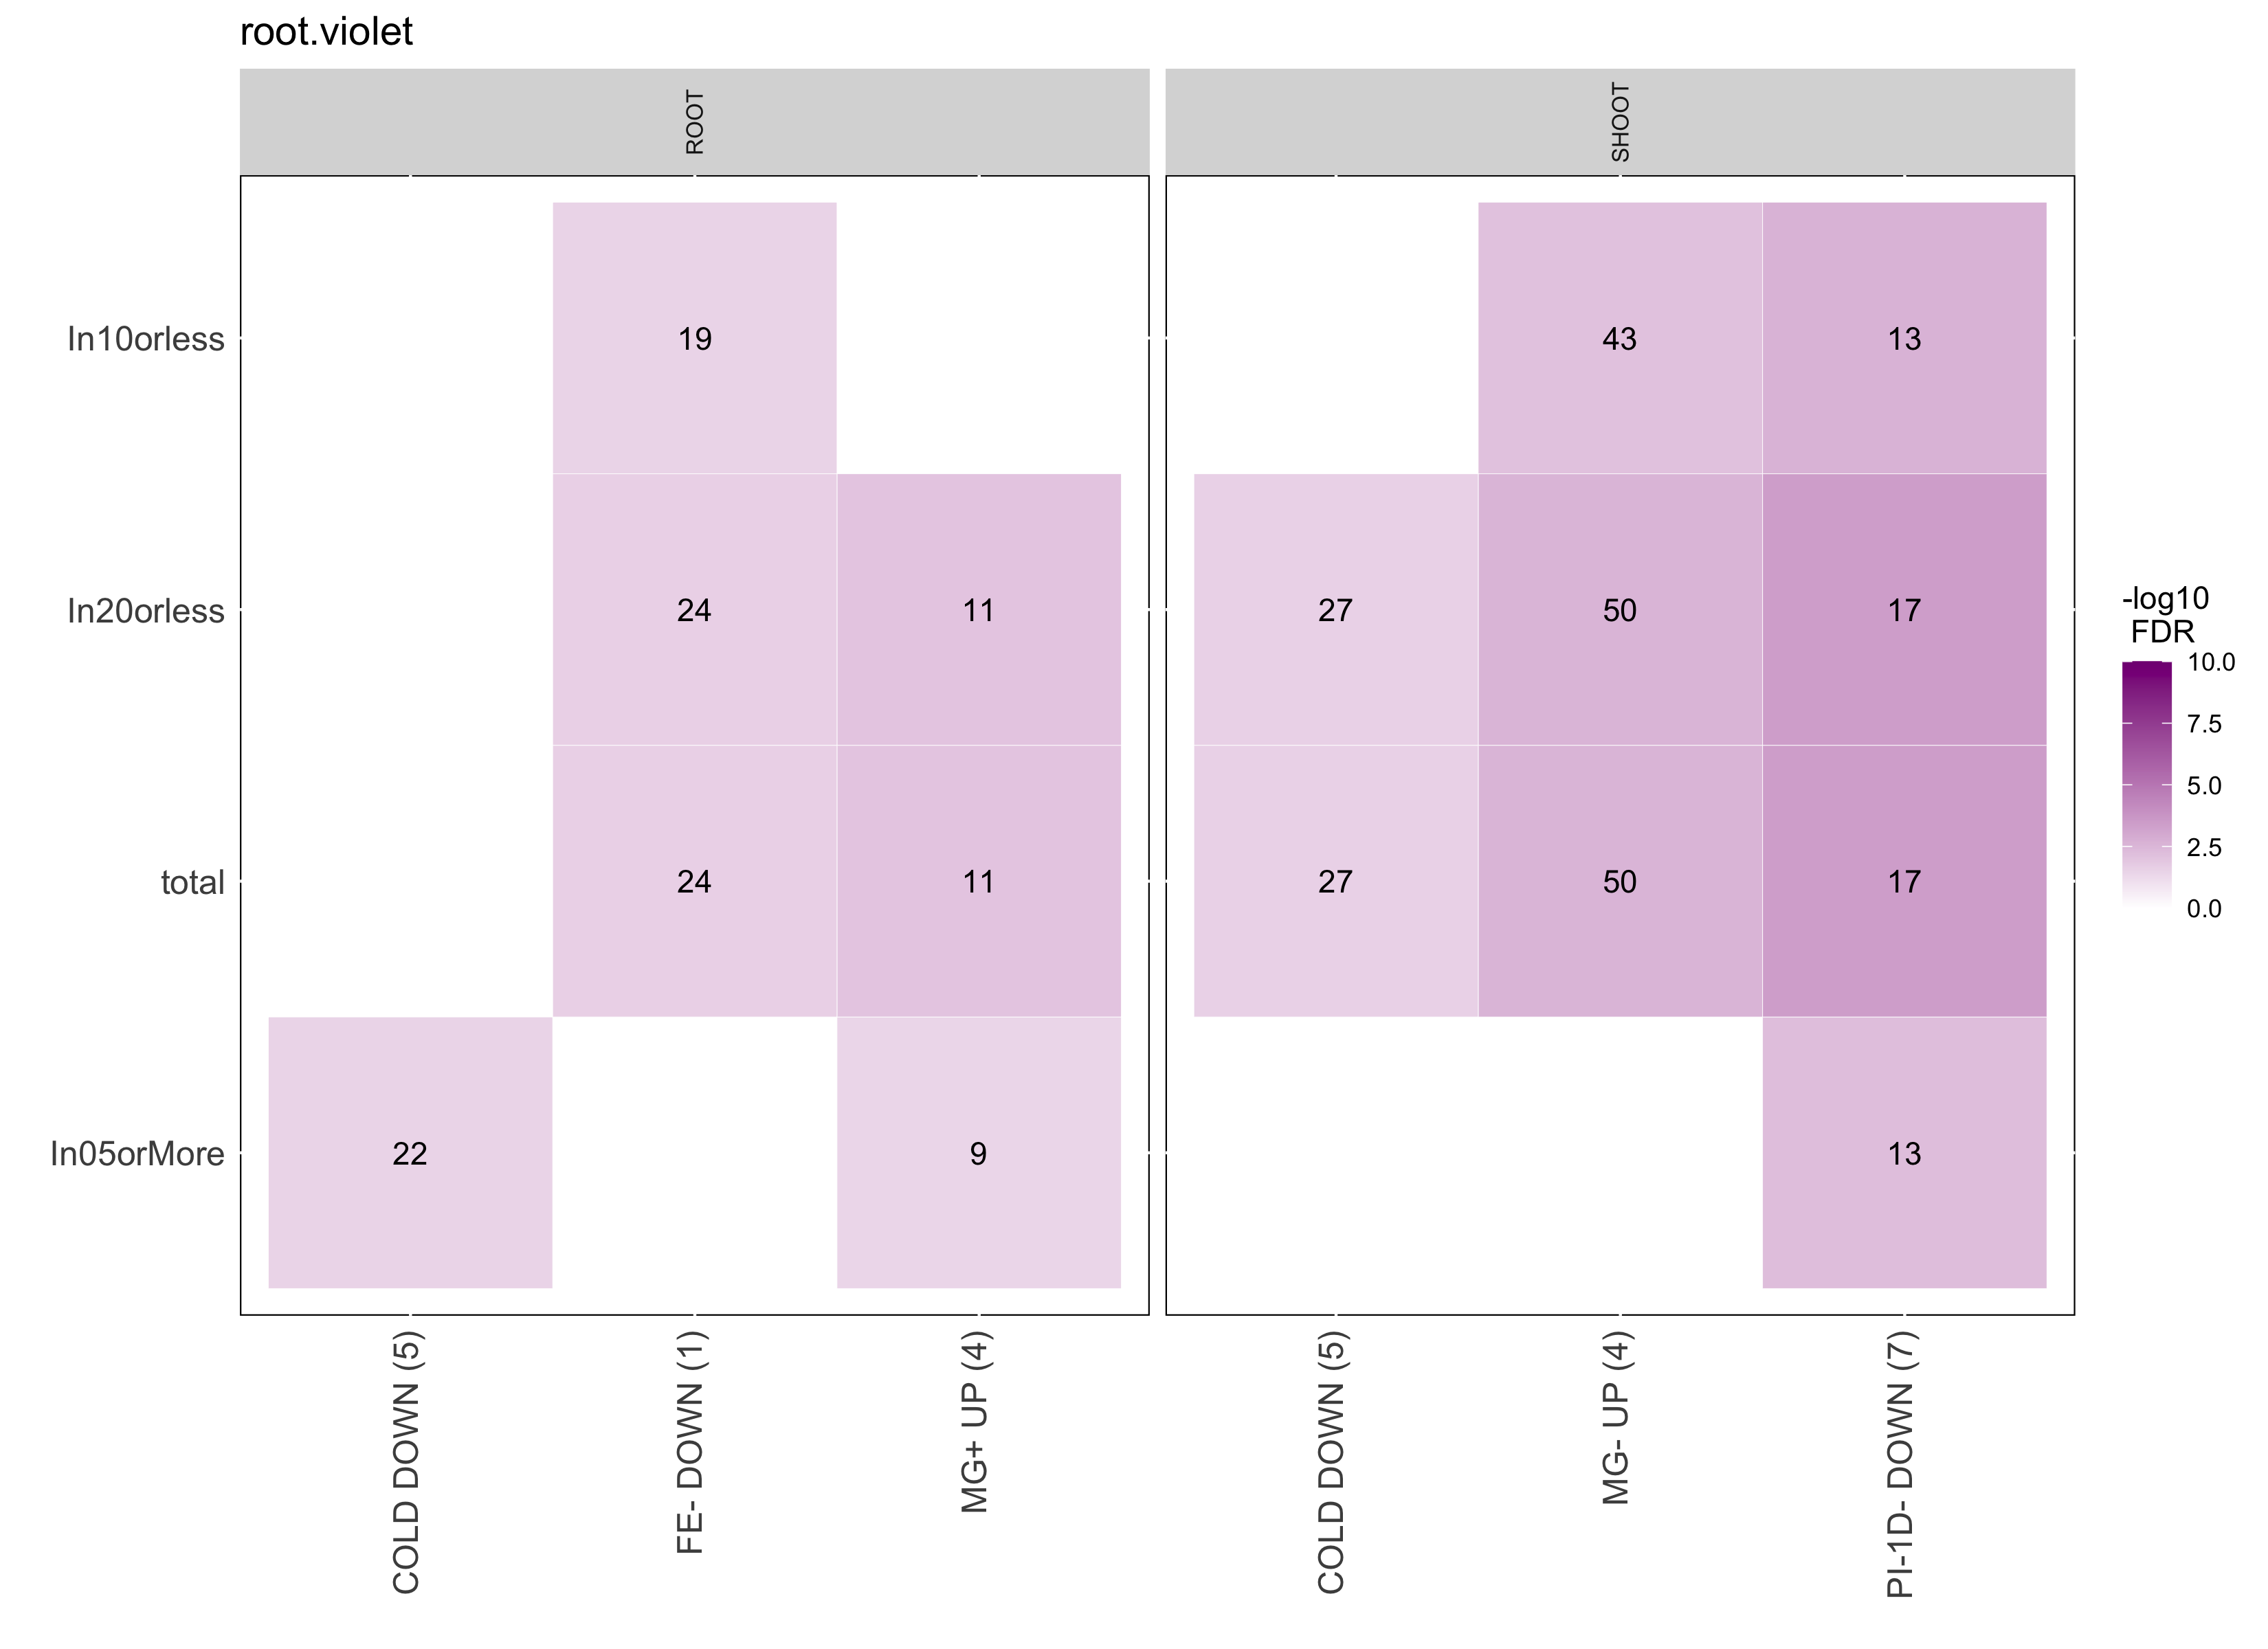 root.violet
ROOT
SHOOT
In10orless
19
43
13
In20orless
24
11
27
50
17
total
24
11
27
50
17
In05orMore
22
9
13
COLD DOWN (5)
FE- DOWN (1)
MG+ UP (4)
COLD DOWN (5)
MG- UP (4)
PI-1D- DOWN (7)
-log10
FDR
10.0
7.5
5.0
2.5
0.0